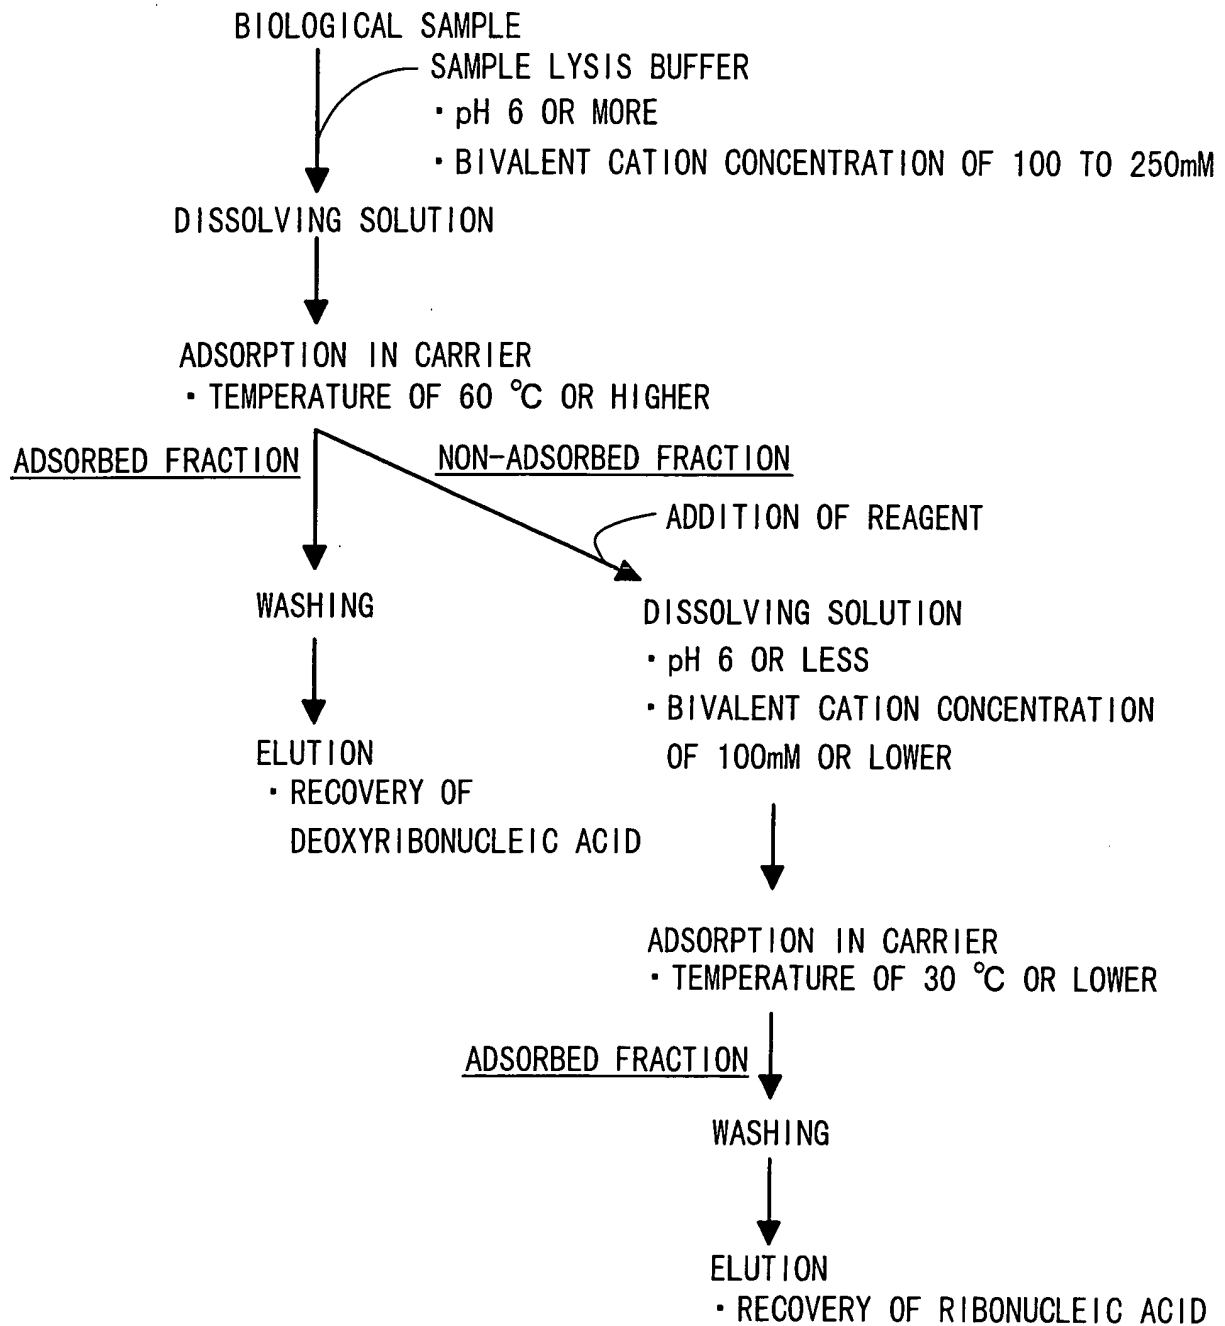 BIOLOGICAL SAMPLE
SAMPLE LYSIS BUFFER
・pH 6 OR MORE
・BIVALENT CATION CONCENTRATION OF 100 TO 250mM
DISSOLVING SOLUTION
ADSORPTION IN CARRIER
・TEMPERATURE OF 60 ℃ OR HIGHER
ADSORBED FRACTION
NON-ADSORBED FRACTION
ADDITION OF REAGENT
WASHING
ELUTION
・RECOVERY OF
DEOXYRIBONUCLEIC ACID
DISSOLVING SOLUTION
・pH 6 OR LESS
・BIVALENT CATION CONCENTRATION
OF 100mM OR LOWER
ADSORPTION IN CARRIER
・TEMPERATURE OF 30 ℃ OR LOWER
ADSORBED FRACTION
WASHING
ELUTION
・RECOVERY OF RIBONUCLEIC ACID